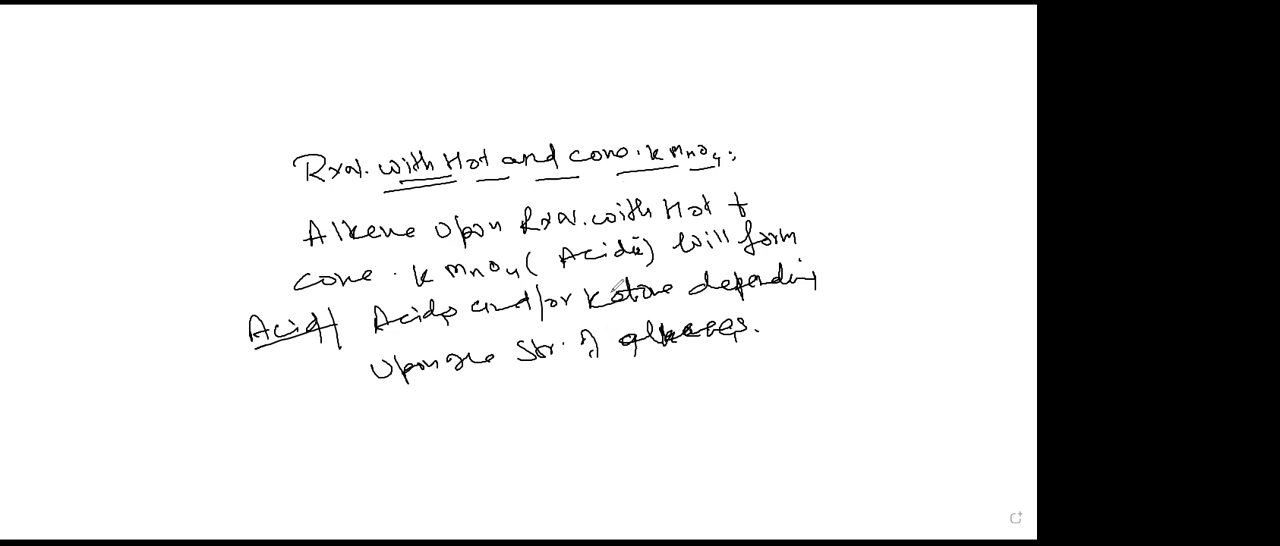 Rxn. with Hot and conc. KMnO4:
Alkene upon Rxn. with Hot +
conc. KMnO4 (Acidic) will form
Acid/ Acids and/or Ketone depending
upon the Str. of alkenes.